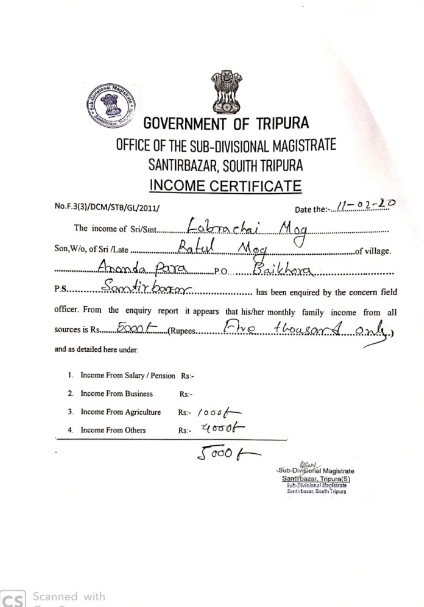 Sub-Divisional Magistrate
GOVERNMENT OF TRIPURA
OFFICE OF THE SUB-DIVISIONAL MAGISTRATE
SANTIRBAZAR, SOUITH TRIPURA
INCOME CERTIFICATE
No.F.3(3)/DCM/STB/GL/2011/ Date the:- 11-02-20
The income of Sri/Smt. Labrachai Mog
Son,W/o, of Sri /Late Ratul Mog of village.
Ananda Para P.O. Baikhora
P.S. Santirbazar has been enquired by the concern field
officer. From the enquiry report it appears that his/her monthly family income from all
sources is Rs. 5000/- (Rupees. Five thousand only,)
and as detailed here under:
1. Income From Salary / Pension Rs:-
2. Income From Business Rs:-
3. Income From Agriculture Rs:- 1000/-
4. Income From Others Rs:- 4000/-
5000/-
Sub-Divisional Magistrate
Santirbazar, Tripura(S)
Sub-Divisional Magistrate
Santirbazar, South Tripura
CS Scanned with